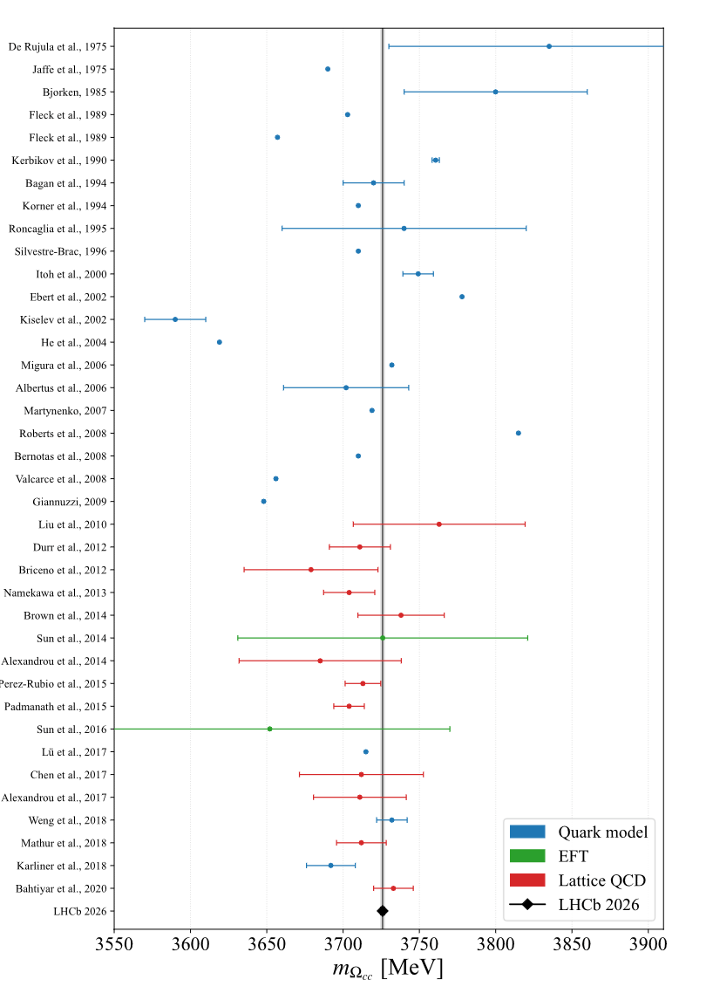 De Rujula et al., 1975
Jaffe et al., 1975
Bjorken, 1985
Fleck et al., 1989
Fleck et al., 1989
Kerbikov et al., 1990
Bagan et al., 1994
Korner et al., 1994
Roncaglia et al., 1995
Silvestre-Brac, 1996
Itoh et al., 2000
Ebert et al., 2002
Kiselev et al., 2002
He et al., 2004
Migura et al., 2006
Albertus et al., 2006
Martynenko, 2007
Roberts et al., 2008
Bernotas et al., 2008
Valcarce et al., 2008
Giannuzzi, 2009
Liu et al., 2010
Durr et al., 2012
Briceno et al., 2012
Namekawa et al., 2013
Brown et al., 2014
Sun et al., 2014
Alexandrou et al., 2014
Perez-Rubio et al., 2015
Padmanath et al., 2015
Sun et al., 2016
Lü et al., 2017
Chen et al., 2017
Alexandrou et al., 2017
Weng et al., 2018
Mathur et al., 2018
Karliner et al., 2018
Bahtiyar et al., 2020
LHCb 2026
Quark model
EFT
Lattice QCD
LHCb 2026
3550 3600 3650 3700 3750 3800 3850 3900
m_{Ω_{cc}} [MeV]